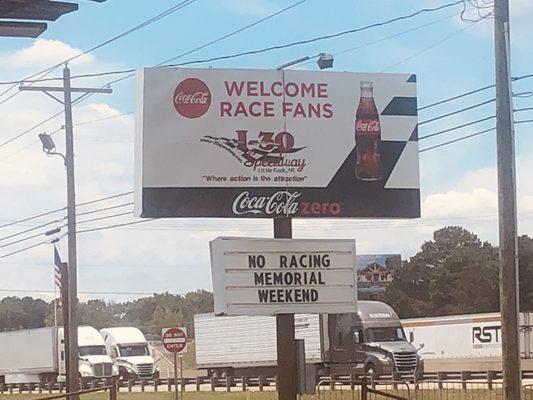 Coca-Cola
WELCOME
RACE FANS
I-30
Speedway
Little Rock, AR
"Where action is the attraction"
Coca-Cola
Coca-Cola zero
NO RACING
MEMORIAL
WEEKEND
DO NOT
ENTER
RST